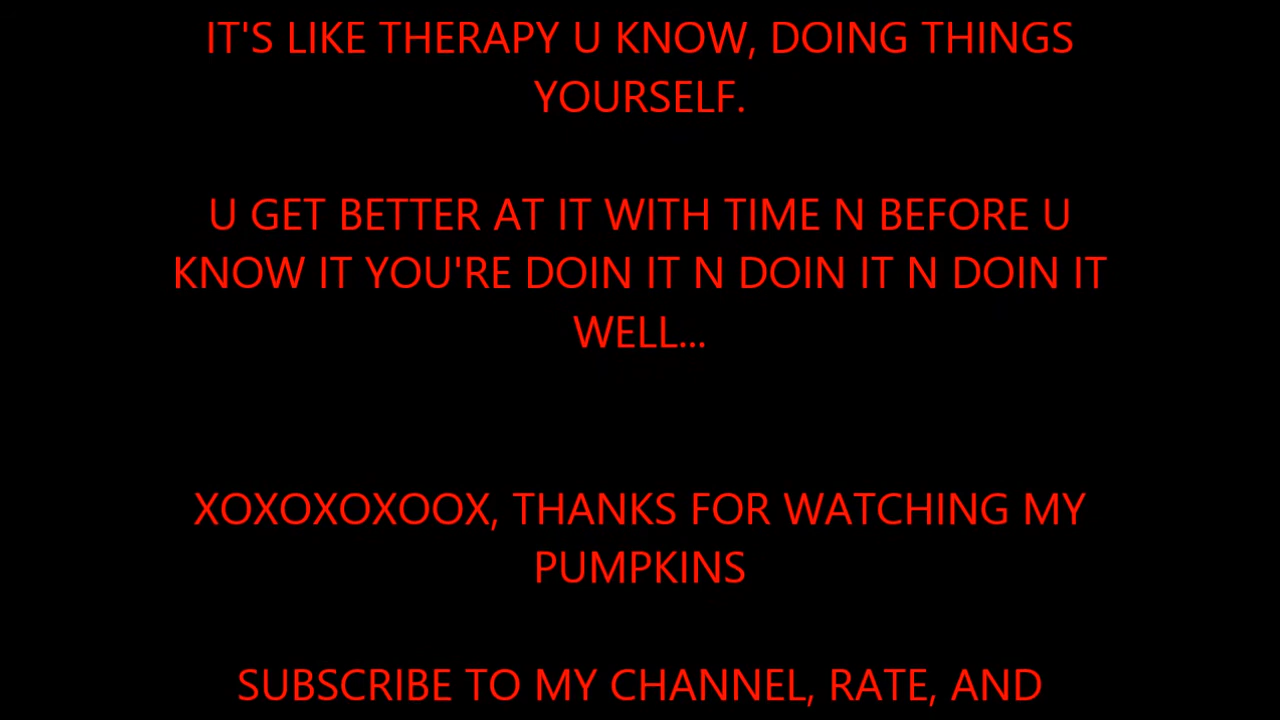 IT'S LIKE THERAPY U KNOW, DOING THINGS
YOURSELF.
U GET BETTER AT IT WITH TIME N BEFORE U
KNOW IT YOU'RE DOIN IT N DOIN IT N DOIN IT
WELL...
XOXOXOXOOX, THANKS FOR WATCHING MY
PUMPKINS
SUBSCRIBE TO MY CHANNEL, RATE, AND